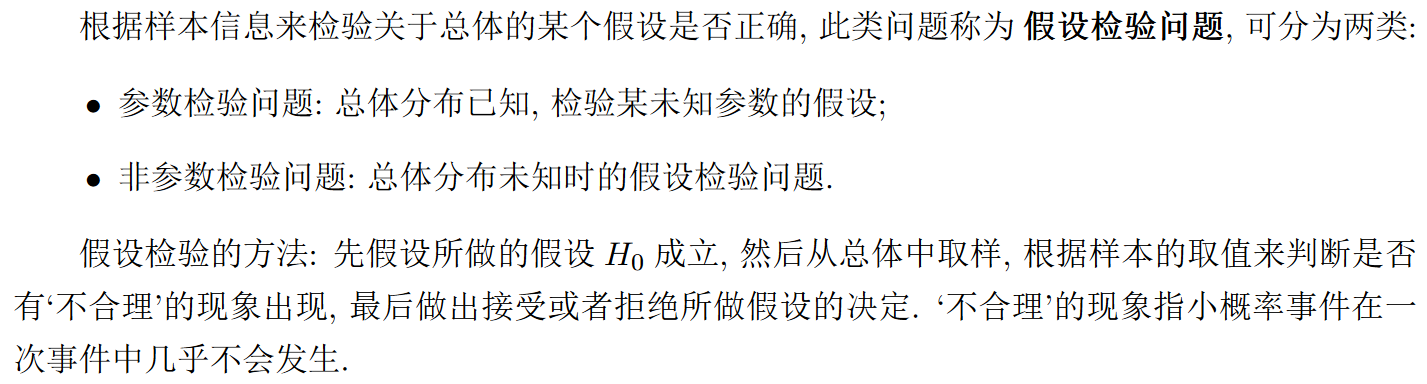 根据样本信息来检验关于总体的某个假设是否正确, 此类问题称为 假设检验问题, 可分为两类:
• 参数检验问题: 总体分布已知, 检验某未知参数的假设;
• 非参数检验问题: 总体分布未知时的假设检验问题.
假设检验的方法: 先假设所做的假设 H₀ 成立, 然后从总体中取样, 根据样本的取值来判断是否
有‘不合理’的现象出现, 最后做出接受或者拒绝所做假设的决定. ‘不合理’的现象指小概率事件在一
次事件中几乎不会发生.